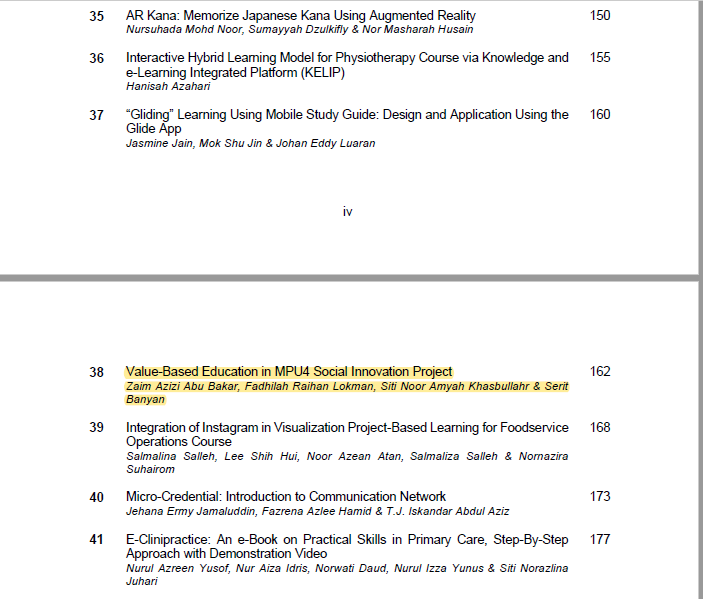 35 AR Kana: Memorize Japanese Kana Using Augmented Reality 150
Nursuhada Mohd Noor, Sumayyah Dzulkifly & Nor Masharah Husain
36 Interactive Hybrid Learning Model for Physiotherapy Course via Knowledge and 155
e-Learning Integrated Platform (KELIP)
Hanisah Azahari
37 “Gliding” Learning Using Mobile Study Guide: Design and Application Using the 160
Glide App
Jasmine Jain, Mok Shu Jin & Johan Eddy Luaran
iv
38 Value-Based Education in MPU4 Social Innovation Project 162
Zaim Azizi Abu Bakar, Fadhilah Raihan Lokman, Siti Noor Amyah Khasbullahr & Serit
Banyan
39 Integration of Instagram in Visualization Project-Based Learning for Foodservice 168
Operations Course
Salmalina Salleh, Lee Shih Hui, Noor Azean Atan, Salmaliza Salleh & Nornazira
Suhairom
40 Micro-Credential: Introduction to Communication Network 173
Jehana Ermy Jamaluddin, Fazrena Azlee Hamid & T.J. Iskandar Abdul Aziz
41 E-Clinipractice: An e-Book on Practical Skills in Primary Care, Step-By-Step 177
Approach with Demonstration Video
Nurul Azreen Yusof, Nur Aiza Idris, Norwati Daud, Nurul Izza Yunus & Siti Norazlina
Juhari